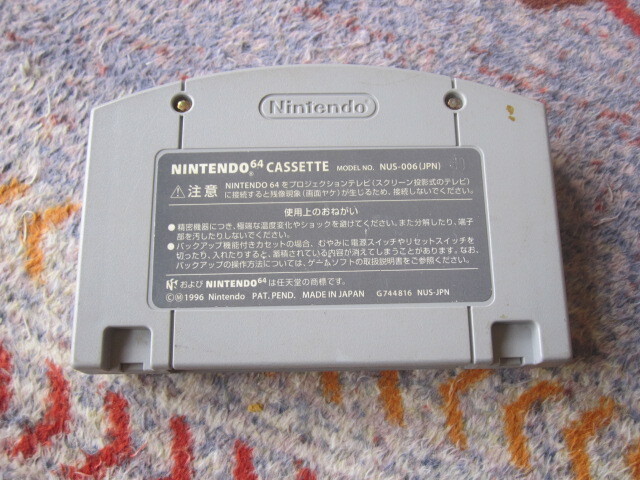 Nintendo
NINTENDO64 CASSETTE MODEL NO. NUS-006(JPN)
⚠注意 NINTENDO 64をプロジェクションテレビ(スクリーン投影式のテレビ)
に接続すると残像現象(画面ヤケ)が生じるため、接続しないでください。
使用上のおねがい
●精密機器につき、極端な温度変化やショックを避けてください。また分解したり、端子
部を汚したりしないでください。
●バックアップ機能付きカセットの場合、むやみに電源スイッチやリセットスイッチを
切ったり、入れたりすると、蓄積されている内容が消えてしまうことがあります。なお、
バックアップの操作方法については、ゲームソフトの取扱説明書をご参照ください。
および NINTENDO64 は任天堂の商標です。
©Ⓜ1996 Nintendo PAT. PEND. MADE IN JAPAN G744816 NUS-JPN